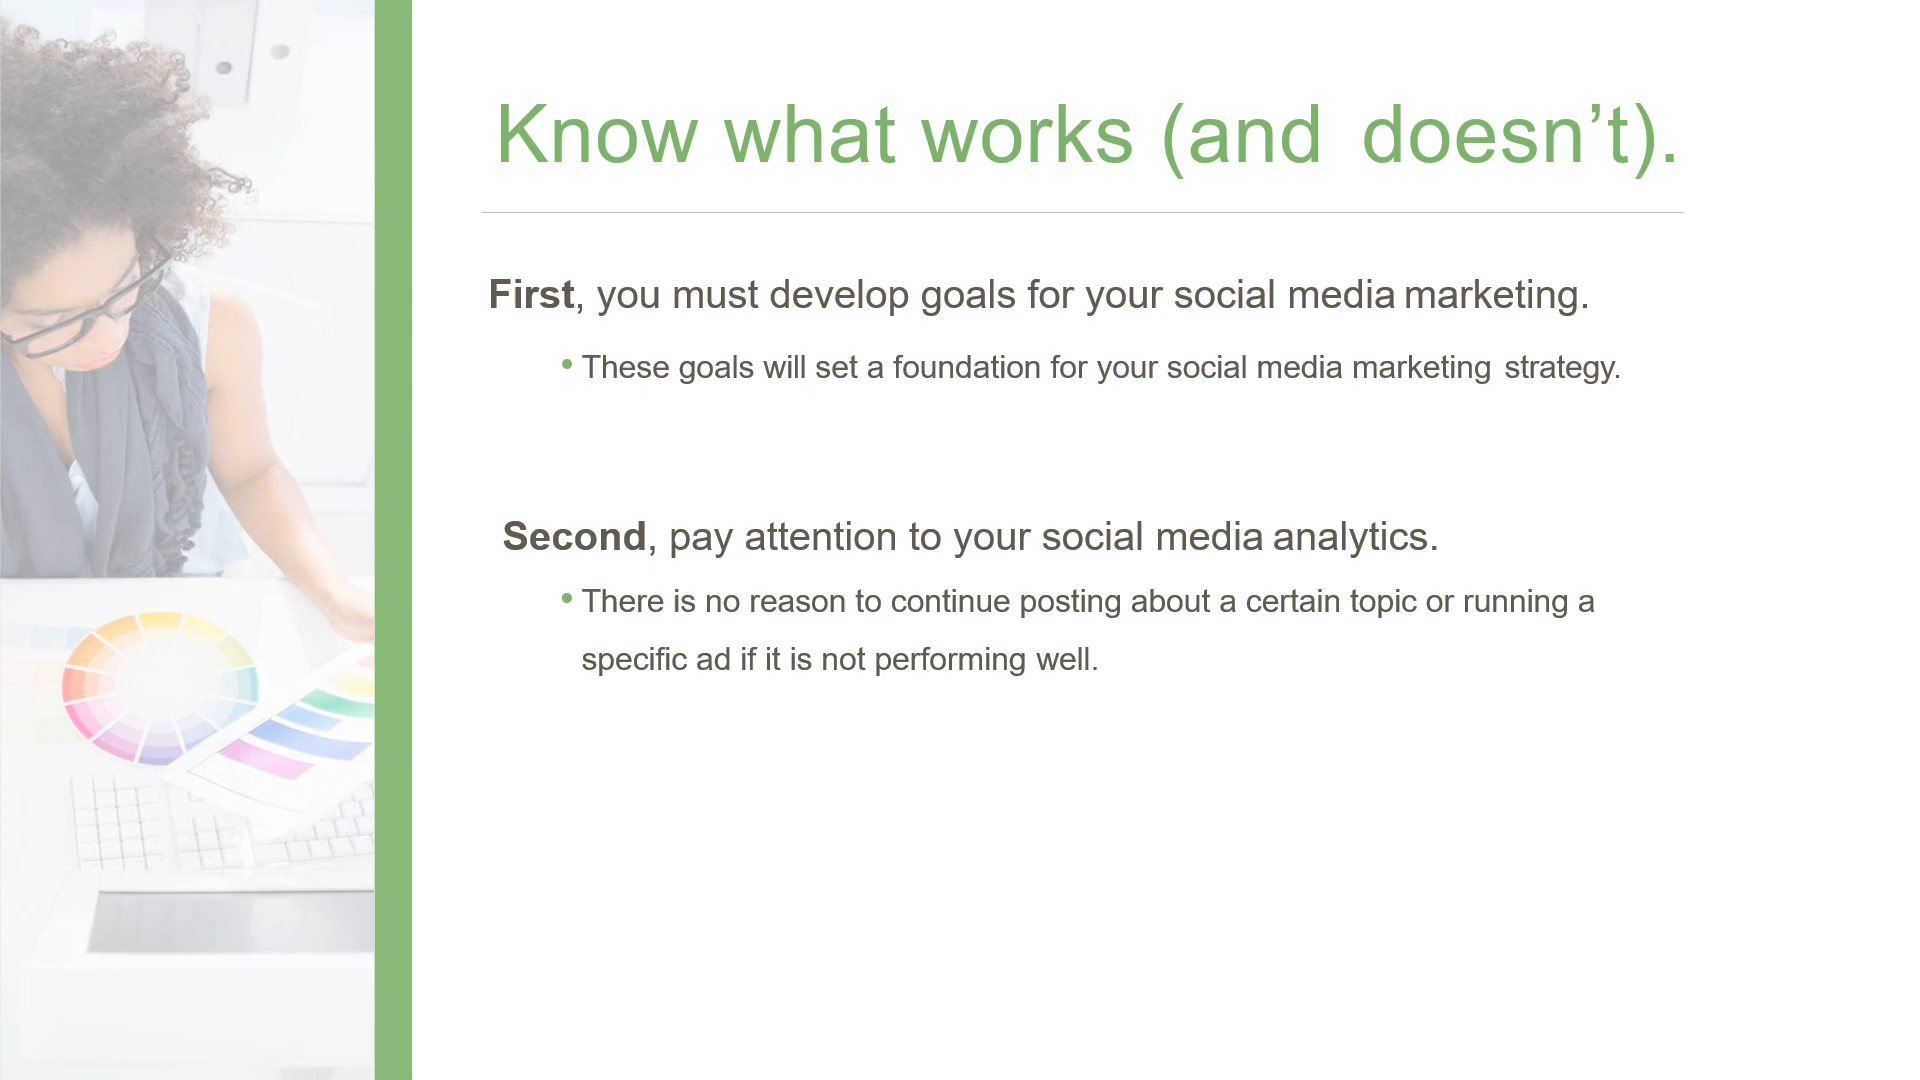 Know what works (and doesn’t).
First, you must develop goals for your social media marketing.
• These goals will set a foundation for your social media marketing strategy.
Second, pay attention to your social media analytics.
• There is no reason to continue posting about a certain topic or running a
specific ad if it is not performing well.